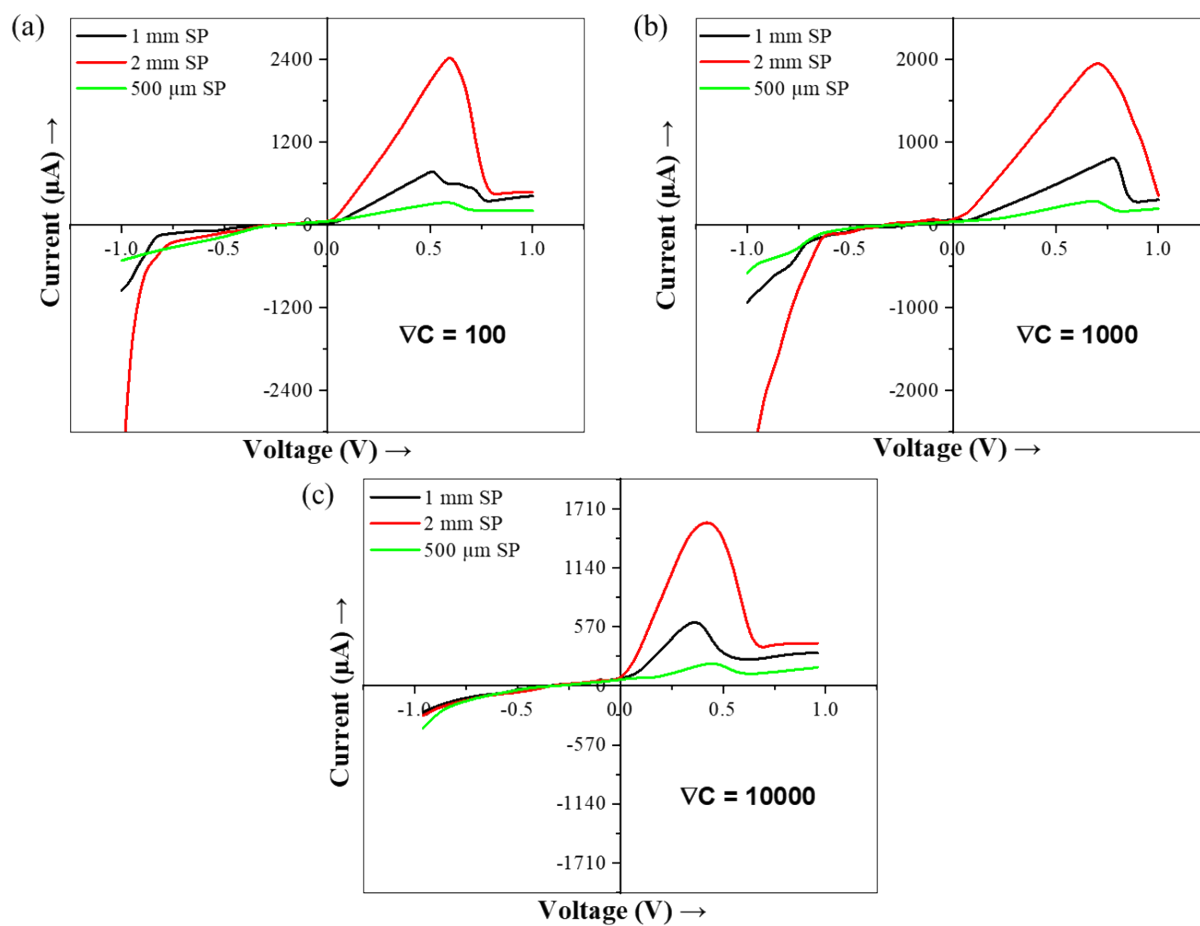 (a)
1 mm SP
2 mm SP
500 μm SP
2400
1200
0
-1200
-2400
-1.0 -0.5 0.0 0.5 1.0
Current (μA) →
Voltage (V) →
∇C = 100
(b)
1 mm SP
2 mm SP
500 μm SP
2000
1000
0
-1000
-2000
-1.0 -0.5 0.0 0.5 1.0
Current (μA) →
Voltage (V) →
∇C = 1000
(c)
1 mm SP
2 mm SP
500 μm SP
1710
1140
570
0
-570
-1140
-1710
-1.0 -0.5 0.0 0.5 1.0
Current (μA) →
Voltage (V) →
∇C = 10000